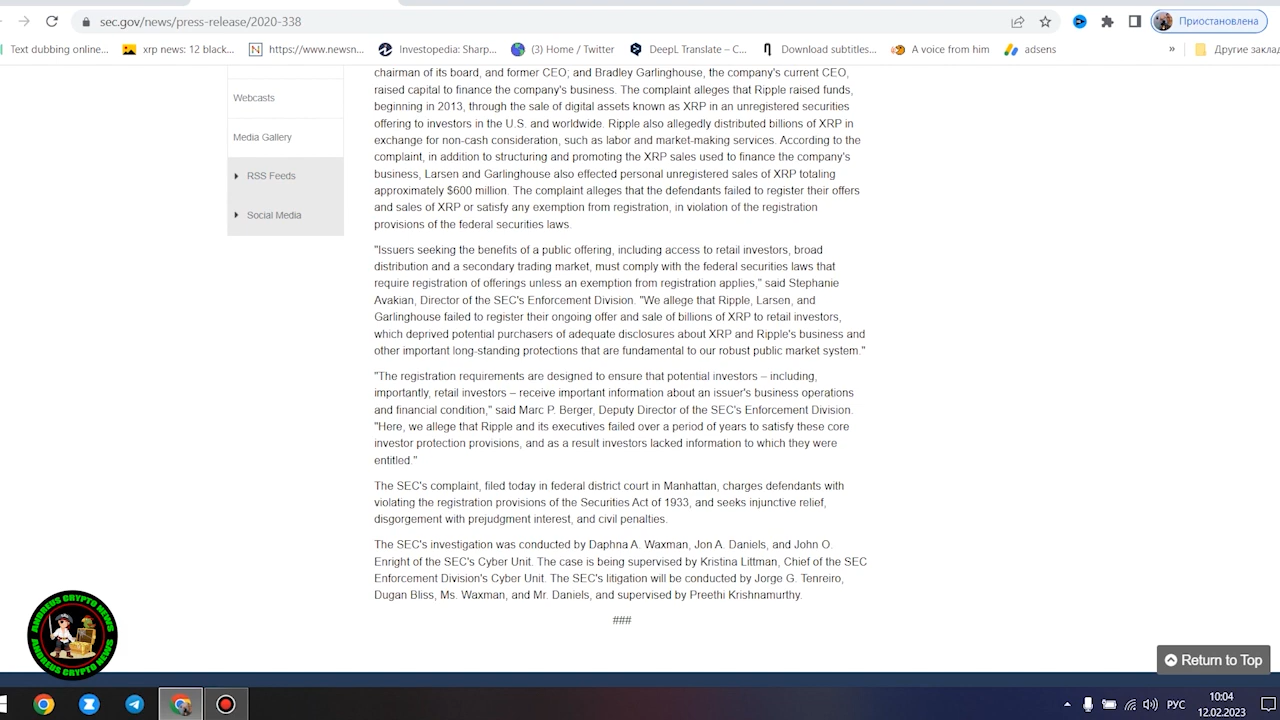 sec.gov/news/press-release/2020-338
Приостановлена
Text dubbing online...
xrp news: 12 black...
https://www.newsn...
Investopedia: Sharp...
(3) Home / Twitter
DeepL Translate – C...
Download subtitles...
A voice from him
adsens
»
Другие заклад
Webcasts
Media Gallery
RSS Feeds
Social Media
chairman of its board, and former CEO; and Bradley Garlinghouse, the company's current CEO,
raised capital to finance the company's business. The complaint alleges that Ripple raised funds,
beginning in 2013, through the sale of digital assets known as XRP in an unregistered securities
offering to investors in the U.S. and worldwide. Ripple also allegedly distributed billions of XRP in
exchange for non-cash consideration, such as labor and market-making services. According to the
complaint, in addition to structuring and promoting the XRP sales used to finance the company's
business, Larsen and Garlinghouse also effected personal unregistered sales of XRP totaling
approximately $600 million. The complaint alleges that the defendants failed to register their offers
and sales of XRP or satisfy any exemption from registration, in violation of the registration
provisions of the federal securities laws.
"Issuers seeking the benefits of a public offering, including access to retail investors, broad
distribution and a secondary trading market, must comply with the federal securities laws that
require registration of offerings unless an exemption from registration applies," said Stephanie
Avakian, Director of the SEC's Enforcement Division. "We allege that Ripple, Larsen, and
Garlinghouse failed to register their ongoing offer and sale of billions of XRP to retail investors,
which deprived potential purchasers of adequate disclosures about XRP and Ripple's business and
other important long-standing protections that are fundamental to our robust public market system."
"The registration requirements are designed to ensure that potential investors – including,
importantly, retail investors – receive important information about an issuer's business operations
and financial condition," said Marc P. Berger, Deputy Director of the SEC's Enforcement Division.
"Here, we allege that Ripple and its executives failed over a period of years to satisfy these core
investor protection provisions, and as a result investors lacked information to which they were
entitled."
The SEC's complaint, filed today in federal district court in Manhattan, charges defendants with
violating the registration provisions of the Securities Act of 1933, and seeks injunctive relief,
disgorgement with prejudgment interest, and civil penalties.
The SEC's investigation was conducted by Daphna A. Waxman, Jon A. Daniels, and John O.
Enright of the SEC's Cyber Unit. The case is being supervised by Kristina Littman, Chief of the SEC
Enforcement Division's Cyber Unit. The SEC's litigation will be conducted by Jorge G. Tenreiro,
Dugan Bliss, Ms. Waxman, and Mr. Daniels, and supervised by Preethi Krishnamurthy.
###
ANDREUS CRYPTO NEWS
ANDREUS CRYPTO NEWS
Return to Top
РУС
10:04
12.02.2023